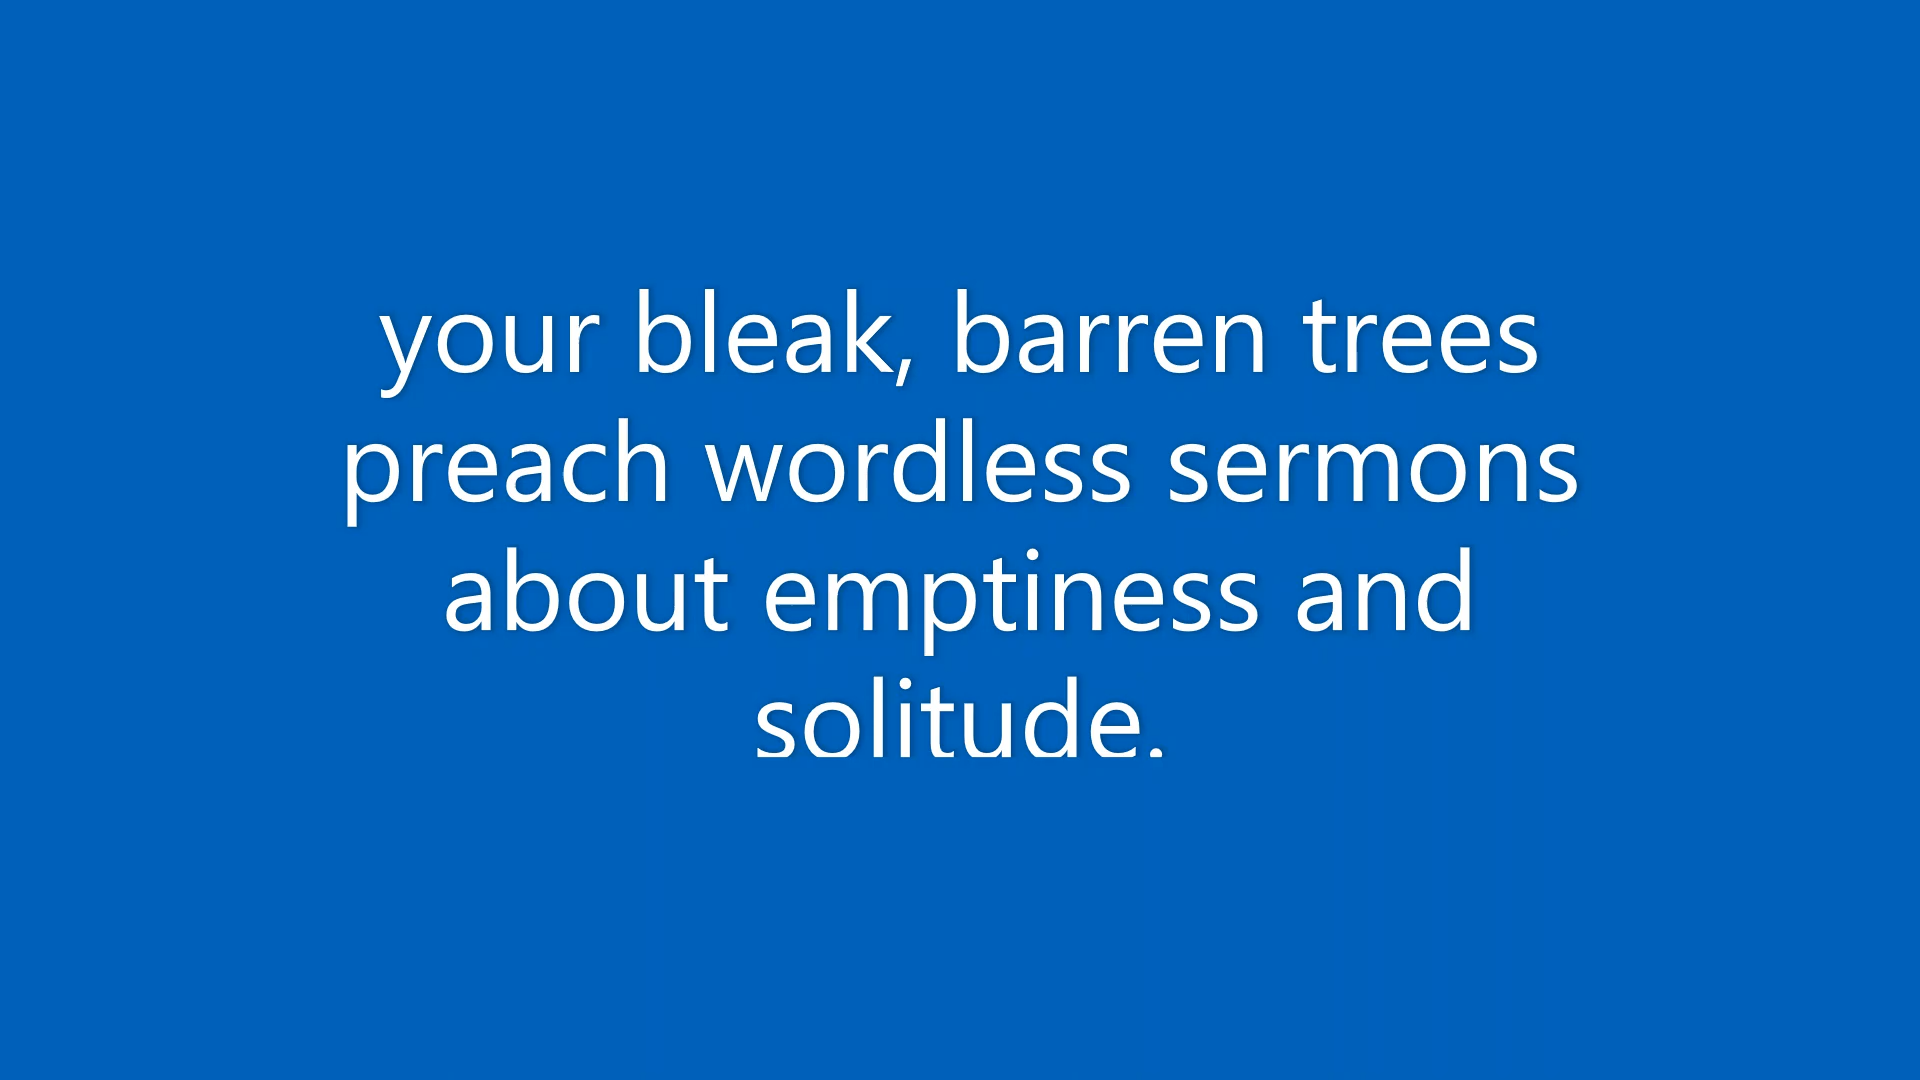 your bleak, barren trees
preach wordless sermons
about emptiness and
solitude.